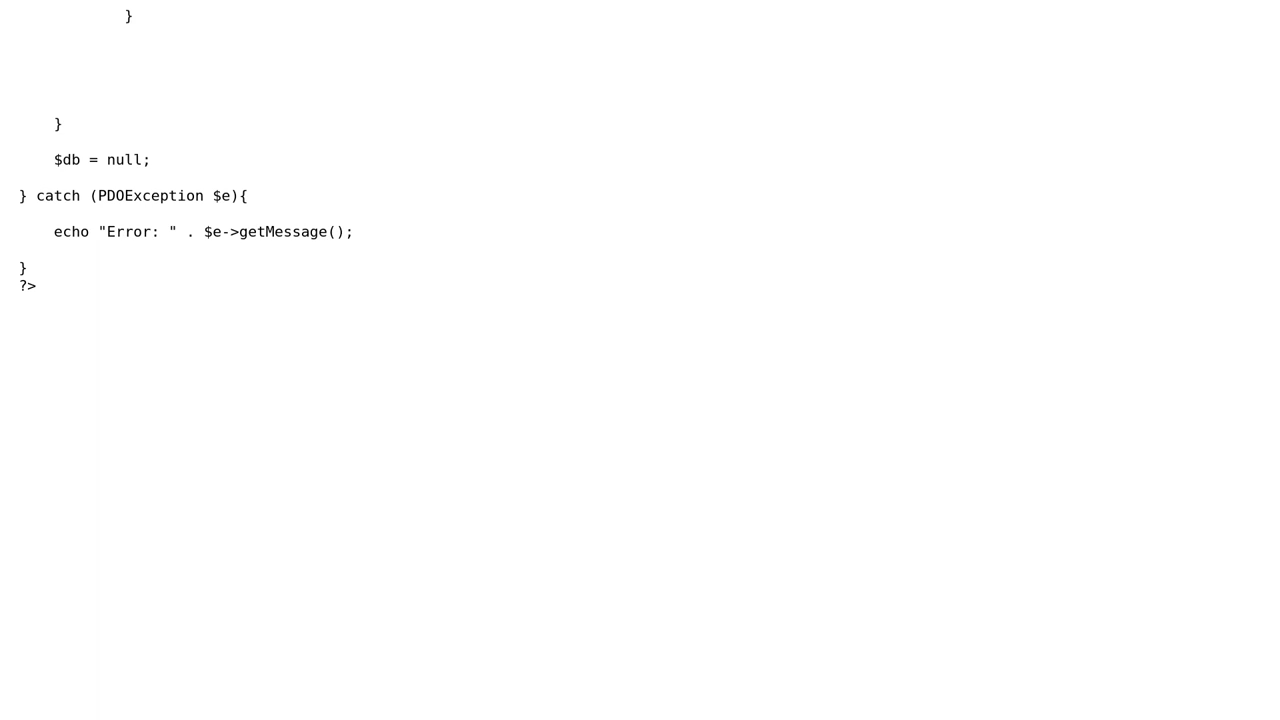 }
}
$db = null;
} catch (PDOException $e){
echo "Error: " . $e->getMessage();
}
?>